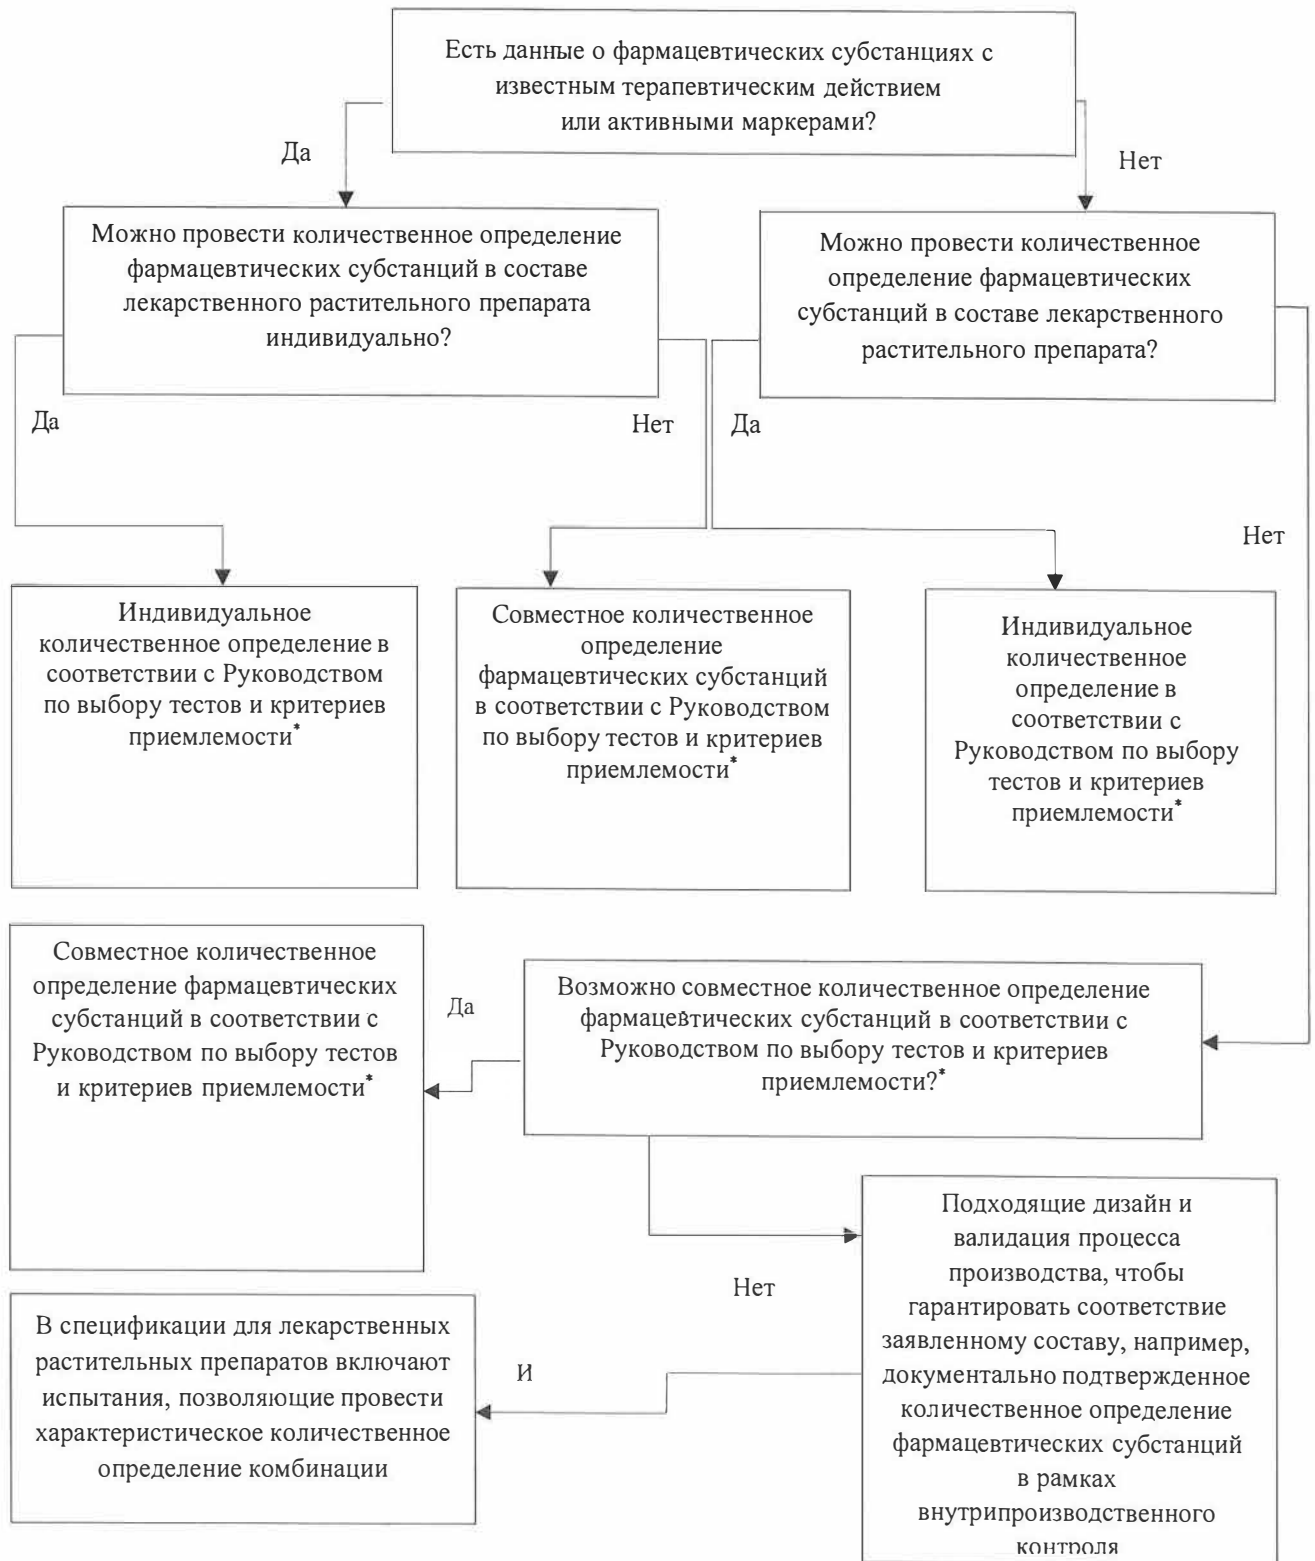 Есть данные о фармацевтических субстанциях с
известным терапевтическим действием
или активными маркерами?
Да
Нет
Можно провести количественное определение
фармацевтических субстанций в составе
лекарственного растительного препарата
индивидуально?
Можно провести количественное
определение фармацевтических
субстанций в составе лекарственного
растительного препарата?
Да
Нет
Да
Нет
Индивидуальное
количественное определение в
соответствии с Руководством
по выбору тестов и критериев
приемлемости*
Совместное количественное
определение
фармацевтических субстанций
в соответствии с Руководством
по выбору тестов и критериев
приемлемости*
Индивидуальное
количественное
определение в
соответствии с
Руководством по выбору
тестов и критериев
приемлемости*
Совместное количественное
определение фармацевтических
субстанций в соответствии с
Руководством по выбору тестов
и критериев приемлемости*
Да
Возможно совместное количественное определение
фармацевтических субстанций в соответствии с
Руководством по выбору тестов и критериев
приемлемости?*
Нет
Подходящие дизайн и
валидация процесса
производства, чтобы
гарантировать соответствие
заявленному составу, например,
документально подтвержденное
количественное определение
фармацевтических субстанций
в рамках
внутрипроизводственного
контроля
И
В спецификации для лекарственных
растительных препаратов включают
испытания, позволяющие провести
характеристическое количественное
определение комбинации